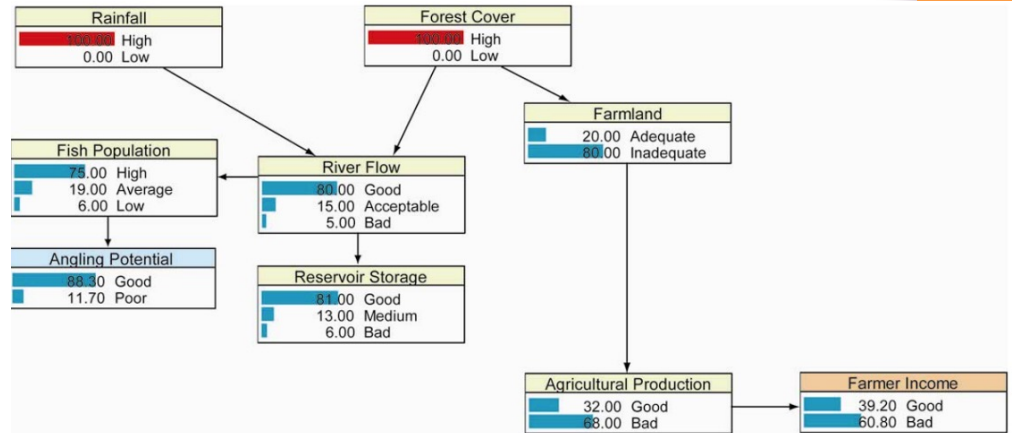 Rainfall
100.00 High
0.00 Low
Forest Cover
100.00 High
0.00 Low
Farmland
20.00 Adequate
80.00 Inadequate
Fish Population
75.00 High
19.00 Average
6.00 Low
River Flow
80.00 Good
15.00 Acceptable
5.00 Bad
Angling Potential
88.30 Good
11.70 Poor
Reservoir Storage
81.00 Good
13.00 Medium
6.00 Bad
Agricultural Production
32.00 Good
68.00 Bad
Farmer Income
39.20 Good
60.80 Bad